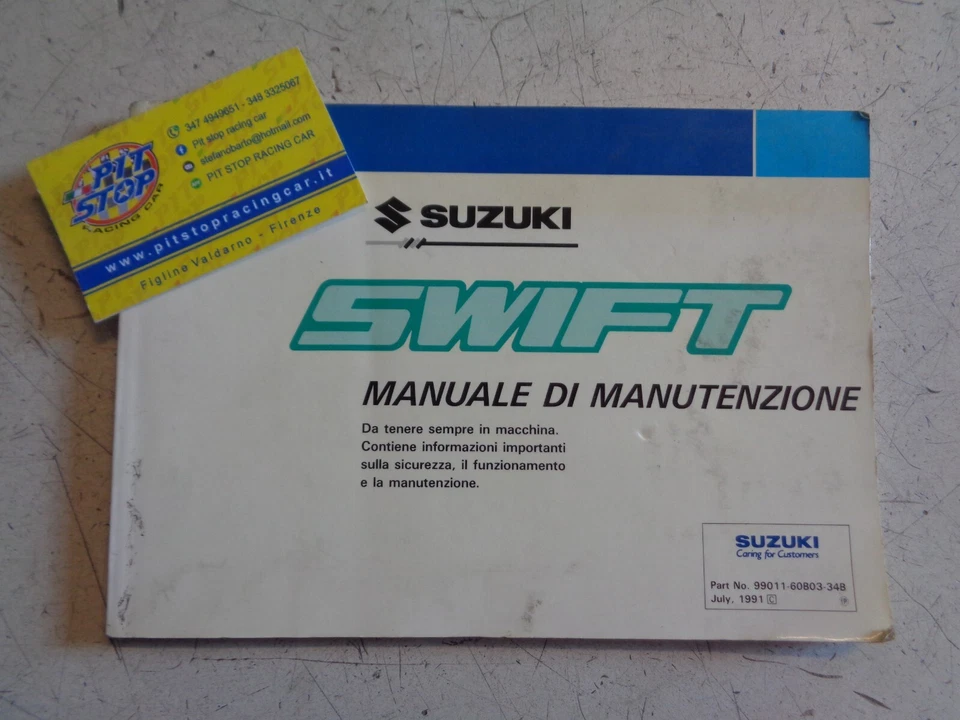 PIT
STOP
RACING CAR
347 4949651 - 348 3325067
Pit stop racing car
stefanobarto@hotmail.com
PIT STOP RACING CAR
www.pitstopracingcar.it
Figline Valdarno - Firenze
SUZUKI
SWIFT
MANUALE DI MANUTENZIONE
Da tenere sempre in macchina.
Contiene informazioni importanti
sulla sicurezza, il funzionamento
e la manutenzione.
SUZUKI
Caring for Customers
Part No. 99011-60803-34B
July, 1991 C